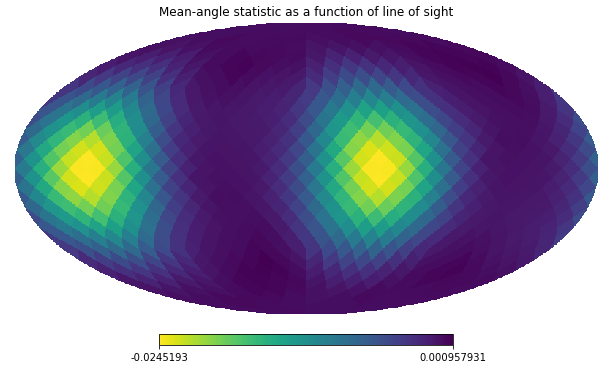 Mean-angle statistic as a function of line of sight
-0.0245193
0.000957931